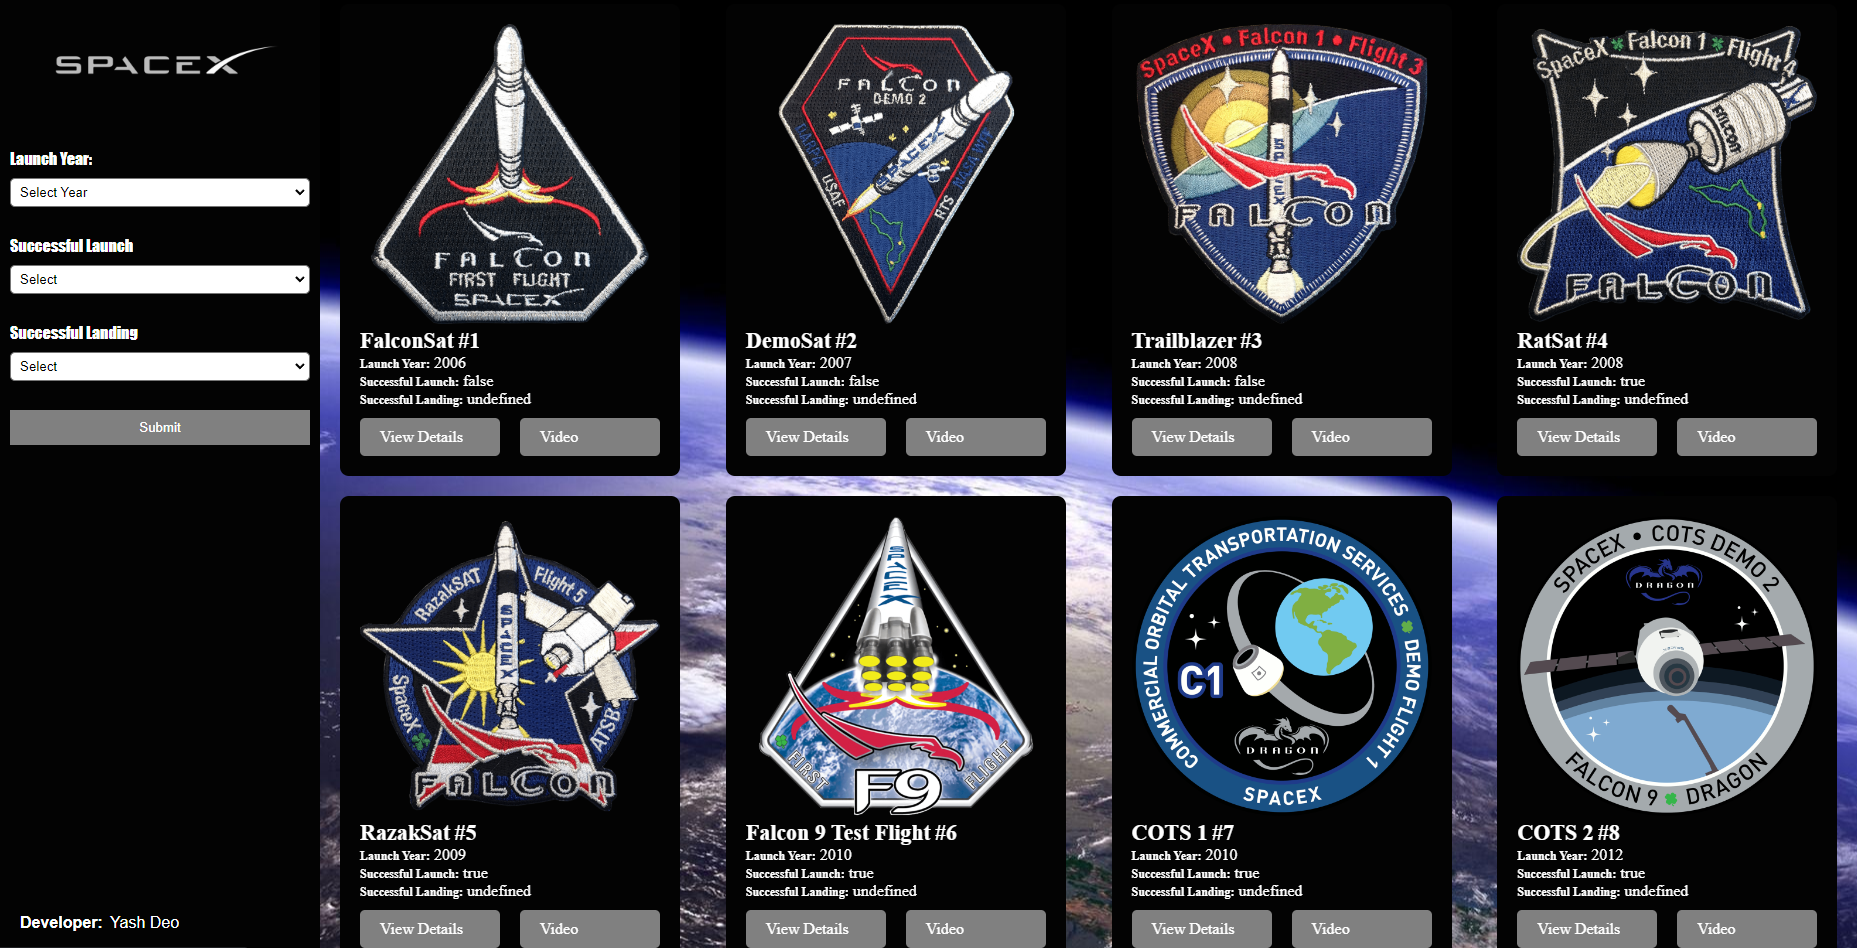 SPACEX
Launch Year:
Select Year
Successful Launch
Select
Successful Landing
Select
Submit
Developer: Yash Deo
FALCON
FIRST FLIGHT
SPACEX
FalconSat #1
Launch Year: 2006
Successful Launch: false
Successful Landing: undefined
View Details
Video
FALCON
DEMO 2
SPACEX
DARPA
USAF
RTS
DemoSat #2
Launch Year: 2007
Successful Launch: false
Successful Landing: undefined
View Details
Video
SpaceX • Falcon 1 • Flight 3
SPACEX
FALCON
Trailblazer #3
Launch Year: 2008
Successful Launch: false
Successful Landing: undefined
View Details
Video
SpaceX Falcon 1 Flight 4
FALCON
FALCON
RatSat #4
Launch Year: 2008
Successful Launch: true
Successful Landing: undefined
View Details
Video
RazakSAT
Flight 5
SPACEX
SpaceX
ATSB
FALCON
RazakSat #5
Launch Year: 2009
Successful Launch: true
Successful Landing: undefined
View Details
Video
SPACEX
FIRST
FLIGHT
F9
Falcon 9 Test Flight #6
Launch Year: 2010
Successful Launch: true
Successful Landing: undefined
View Details
Video
COMMERCIAL ORBITAL TRANSPORTATION SERVICES DEMO FLIGHT 1
C1
DRAGON
SPACEX
COTS 1 #7
Launch Year: 2010
Successful Launch: true
Successful Landing: undefined
View Details
Video
SPACEX • COTS DEMO 2
DRAGON
FALCON 9 DRAGON
COTS 2 #8
Launch Year: 2012
Successful Launch: true
Successful Landing: undefined
View Details
Video